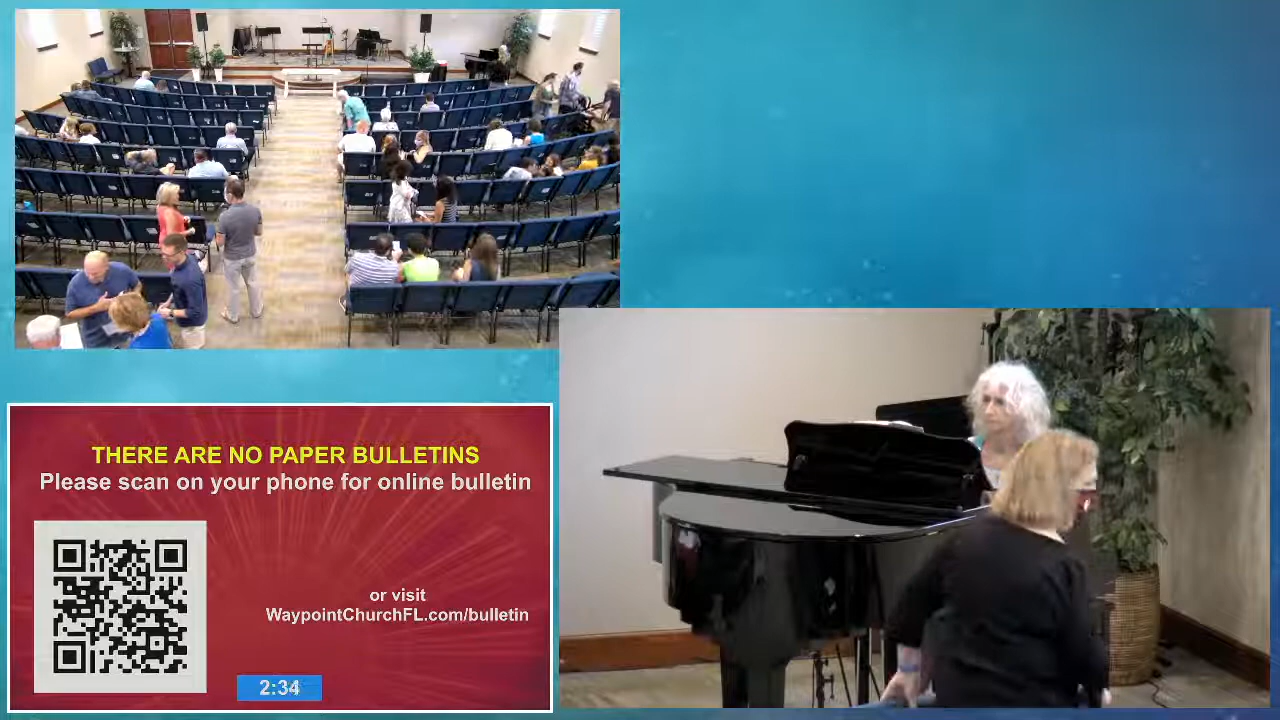 THERE ARE NO PAPER BULLETINS
Please scan on your phone for online bulletin
or visit
WaypointChurchFL.com/bulletin
2:34